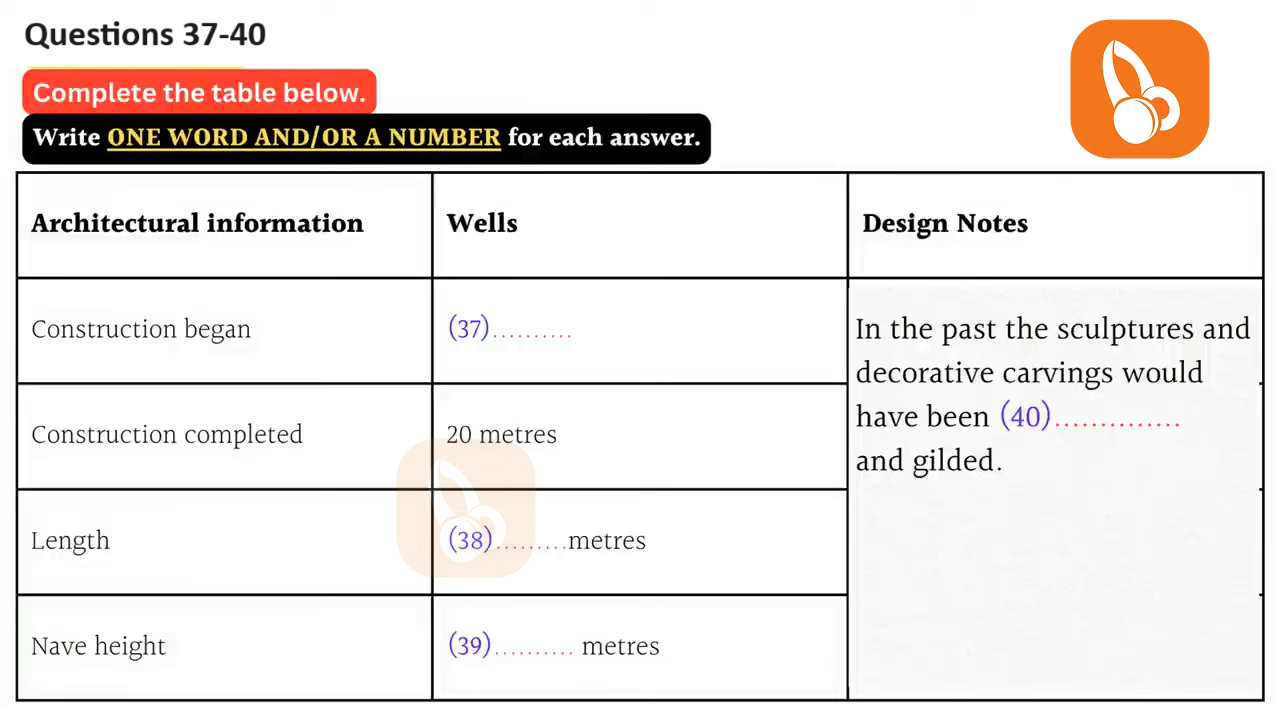 Questions 37-40
Complete the table below.
Write ONE WORD AND/OR A NUMBER for each answer.
Architectural information
Wells
Design Notes
Construction began
(37)..........
In the past the sculptures and
decorative carvings would
have been (40)..............
and gilded.
Construction completed
20 metres
Length
(38).........metres
Nave height
(39).......... metres